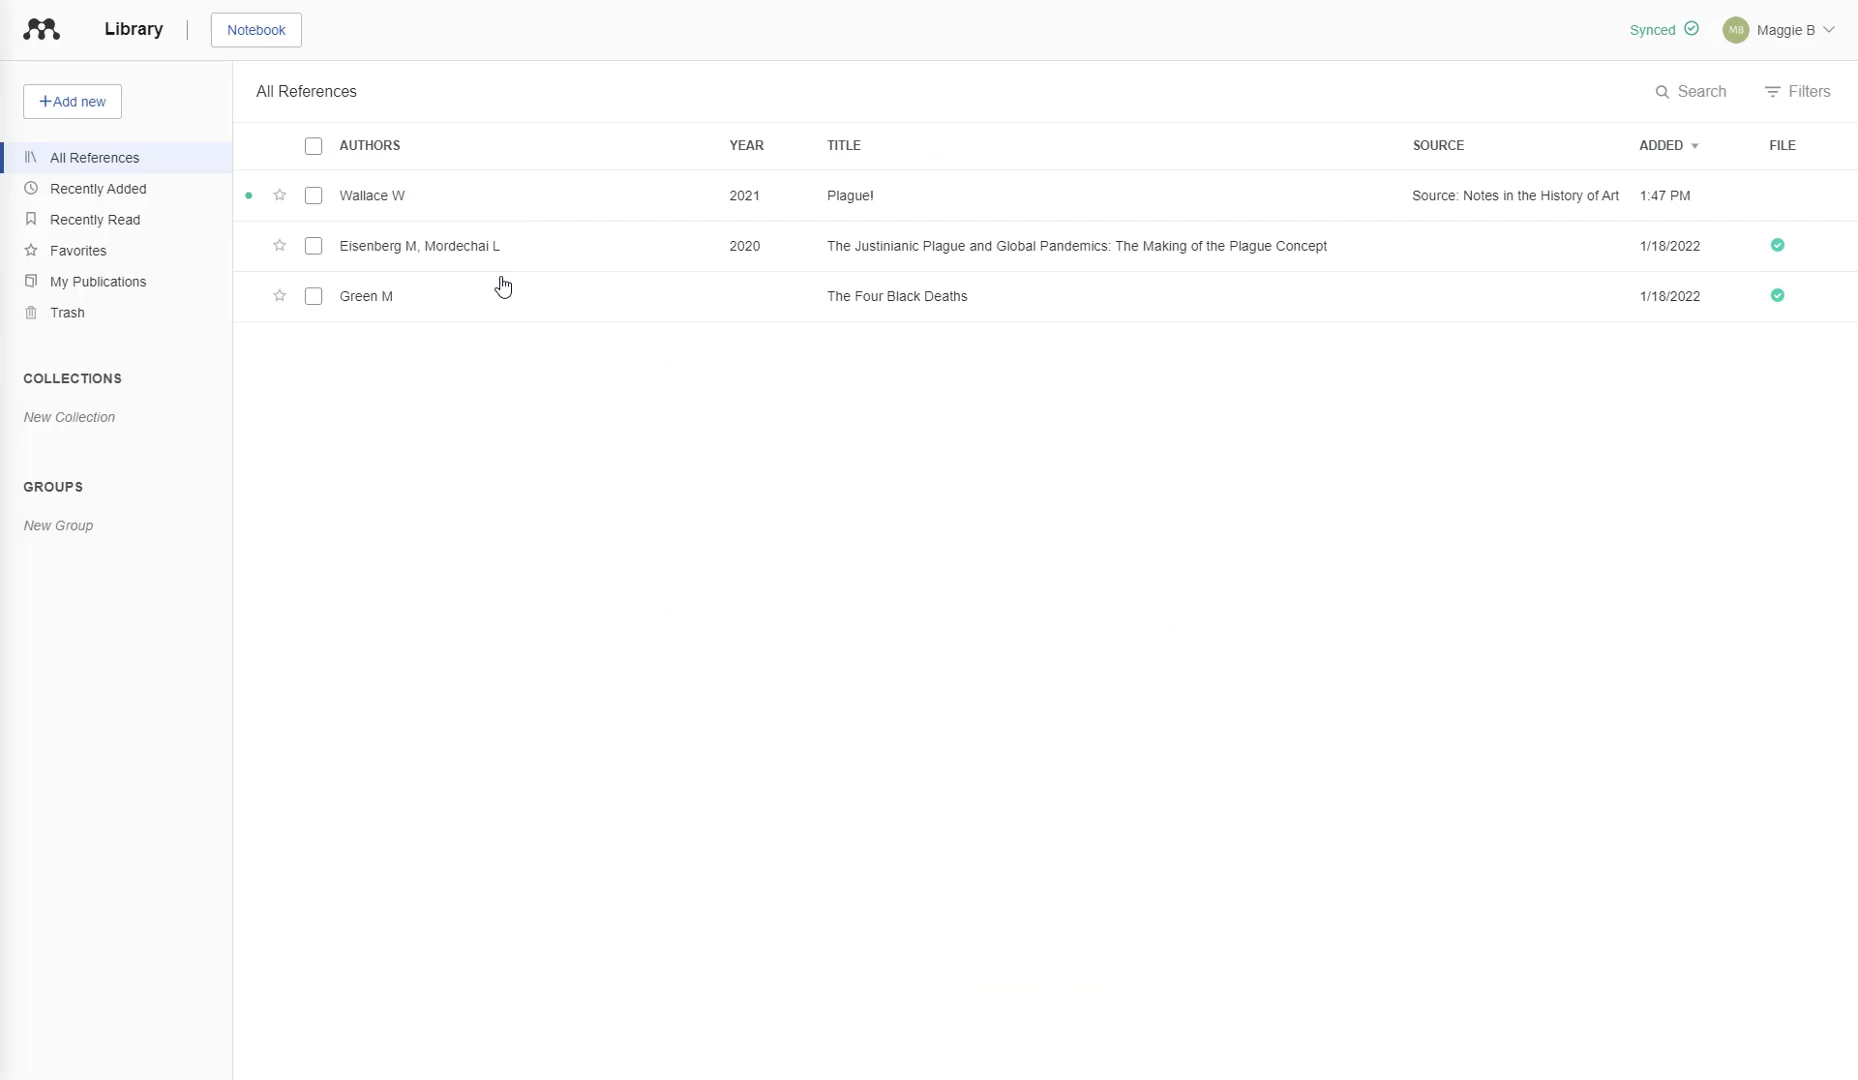 Library
Notebook
Synced
MB
Maggie B
+Add new
All References
Recently Added
Recently Read
Favorites
My Publications
Trash
COLLECTIONS
New Collection
GROUPS
New Group
All References
Search
Filters
AUTHORS YEAR TITLE SOURCE ADDED FILE
Wallace W 2021 Plague! Source: Notes in the History of Art 1:47 PM
Eisenberg M, Mordechai L 2020 The Justinianic Plague and Global Pandemics: The Making of the Plague Concept 1/18/2022
Green M The Four Black Deaths 1/18/2022